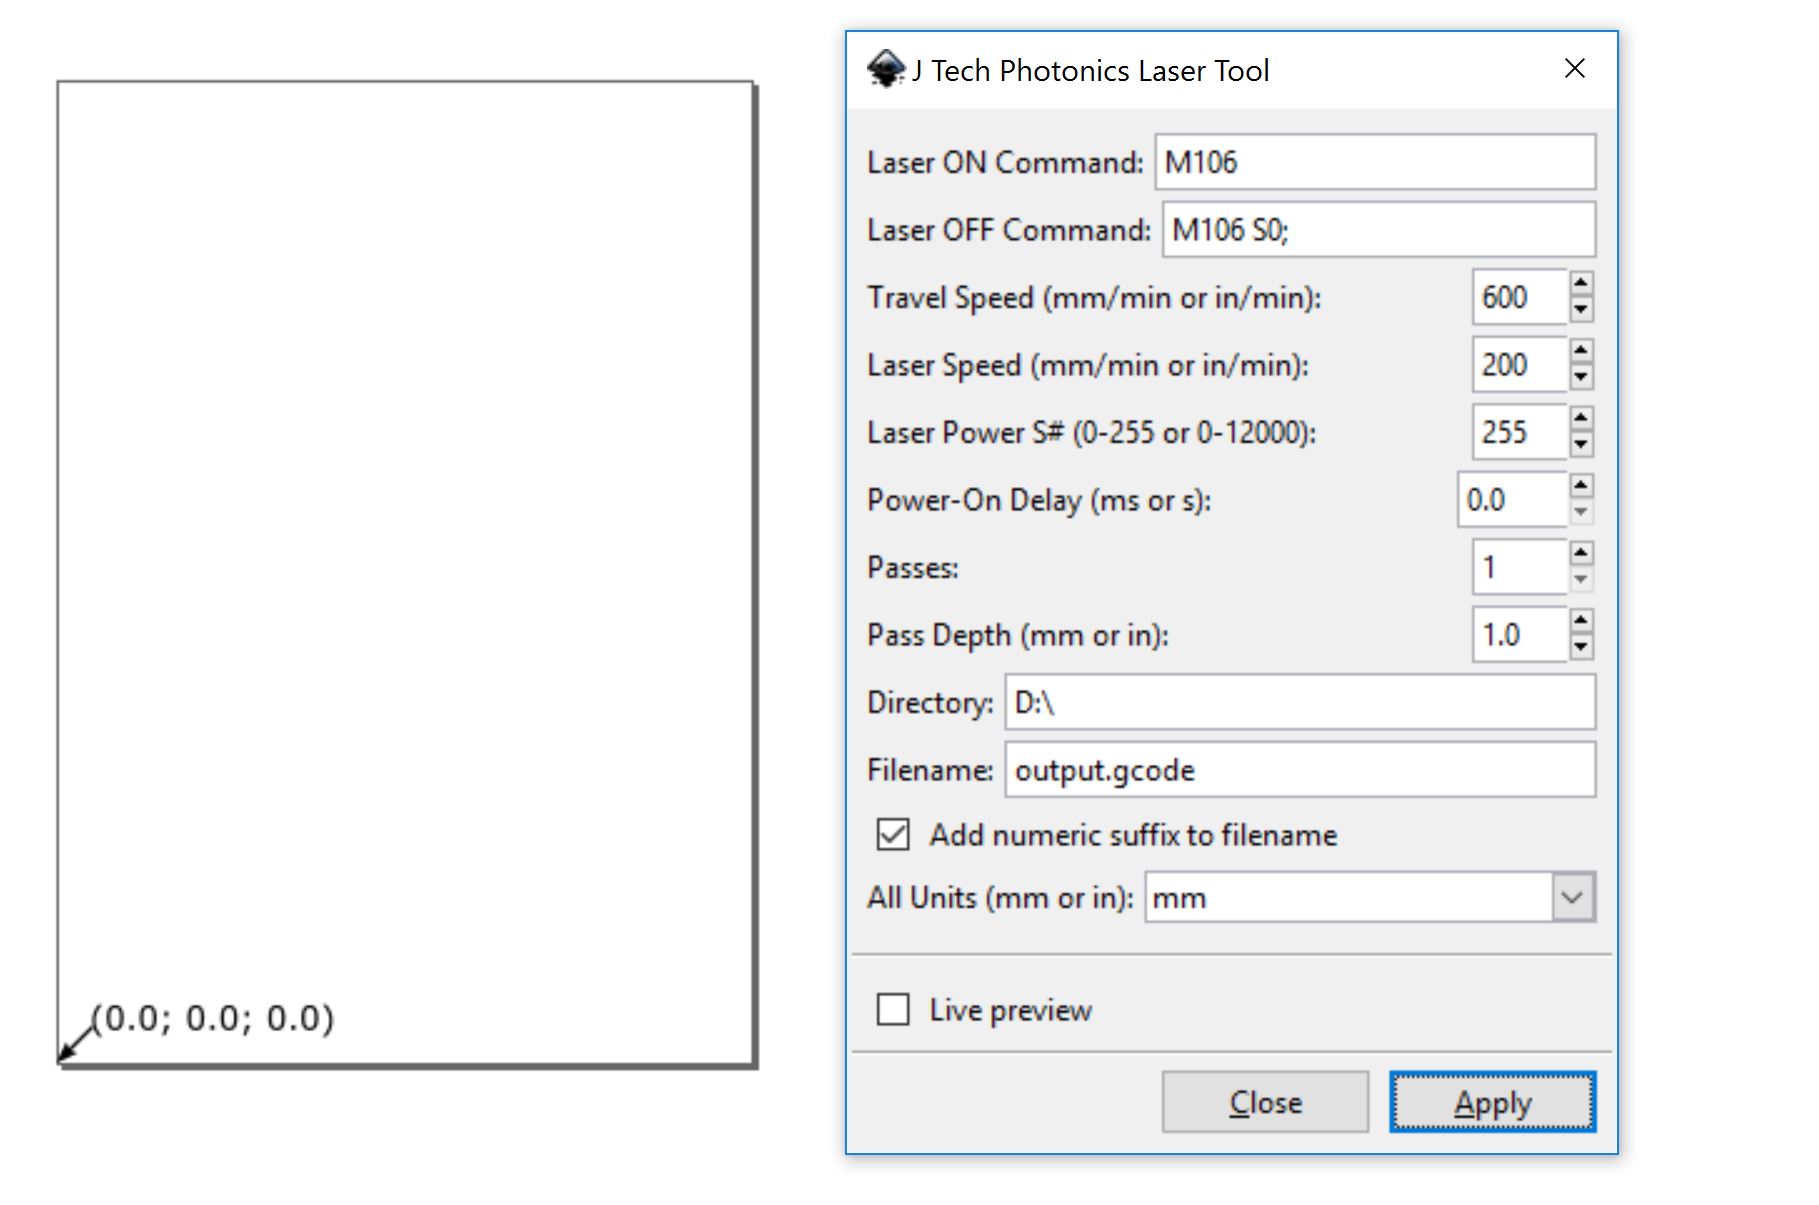 (0.0; 0.0; 0.0)
J Tech Photonics Laser Tool
Laser ON Command: M106
Laser OFF Command: M106 S0;
Travel Speed (mm/min or in/min): 600
Laser Speed (mm/min or in/min): 200
Laser Power S# (0-255 or 0-12000): 255
Power-On Delay (ms or s): 0.0
Passes: 1
Pass Depth (mm or in): 1.0
Directory: D:\
Filename: output.gcode
Add numeric suffix to filename
All Units (mm or in): mm
Live preview
Close Apply